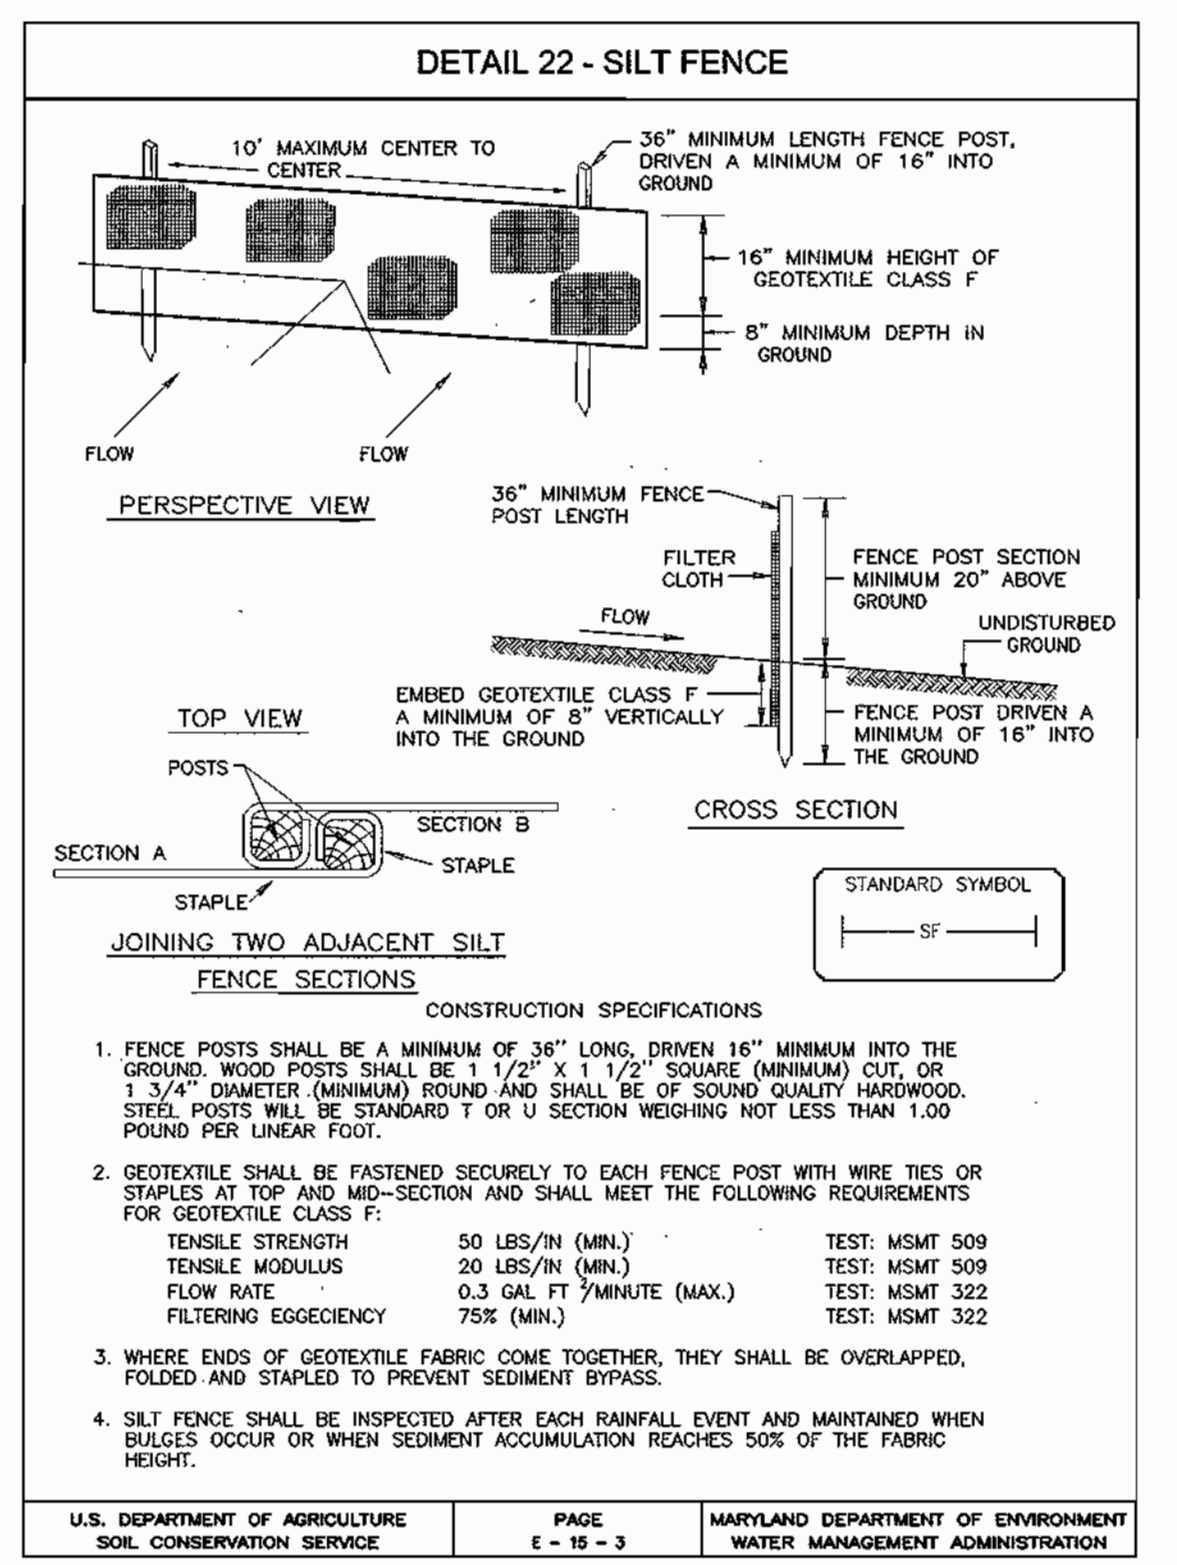 DETAIL 22 - SILT FENCE
10' MAXIMUM CENTER TO
CENTER
36" MINIMUM LENGTH FENCE POST,
DRIVEN A MINIMUM OF 16" INTO
GROUND
16" MINIMUM HEIGHT OF
GEOTEXTILE CLASS F
8" MINIMUM DEPTH IN
GROUND
FLOW
FLOW
PERSPECTIVE VIEW
36" MINIMUM FENCE
POST LENGTH
FILTER
CLOTH
FENCE POST SECTION
MINIMUM 20" ABOVE
GROUND
FLOW
UNDISTURBED
GROUND
EMBED GEOTEXTILE CLASS F
A MINIMUM OF 8" VERTICALLY
INTO THE GROUND
FENCE POST DRIVEN A
MINIMUM OF 16" INTO
THE GROUND
CROSS SECTION
TOP VIEW
POSTS
SECTION B
SECTION A
STAPLE
STAPLE
JOINING TWO ADJACENT SILT
FENCE SECTIONS
STANDARD SYMBOL
SF
CONSTRUCTION SPECIFICATIONS
1. FENCE POSTS SHALL BE A MINIMUM OF 36" LONG, DRIVEN 16" MINIMUM INTO THE
GROUND. WOOD POSTS SHALL BE 1 1/2" X 1 1/2" SQUARE (MINIMUM) CUT, OR
1 3/4" DIAMETER (MINIMUM) ROUND AND SHALL BE OF SOUND QUALITY HARDWOOD.
STEEL POSTS WILL BE STANDARD T OR U SECTION WEIGHING NOT LESS THAN 1.00
POUND PER LINEAR FOOT.
2. GEOTEXTILE SHALL BE FASTENED SECURELY TO EACH FENCE POST WITH WIRE TIES OR
STAPLES AT TOP AND MID-SECTION AND SHALL MEET THE FOLLOWING REQUIREMENTS
FOR GEOTEXTILE CLASS F:
TENSILE STRENGTH 50 LBS/IN (MIN.) TEST: MSMT 509
TENSILE MODULUS 20 LBS/IN (MIN.) TEST: MSMT 509
FLOW RATE 0.3 GAL FT ²/MINUTE (MAX.) TEST: MSMT 322
FILTERING EGGECIENCY 75% (MIN.) TEST: MSMT 322
3. WHERE ENDS OF GEOTEXTILE FABRIC COME TOGETHER, THEY SHALL BE OVERLAPPED,
FOLDED AND STAPLED TO PREVENT SEDIMENT BYPASS.
4. SILT FENCE SHALL BE INSPECTED AFTER EACH RAINFALL EVENT AND MAINTAINED WHEN
BULGES OCCUR OR WHEN SEDIMENT ACCUMULATION REACHES 50% OF THE FABRIC
HEIGHT.
U.S. DEPARTMENT OF AGRICULTURE
SOIL CONSERVATION SERVICE
PAGE
E - 15 - 3
MARYLAND DEPARTMENT OF ENVIRONMENT
WATER MANAGEMENT ADMINISTRATION